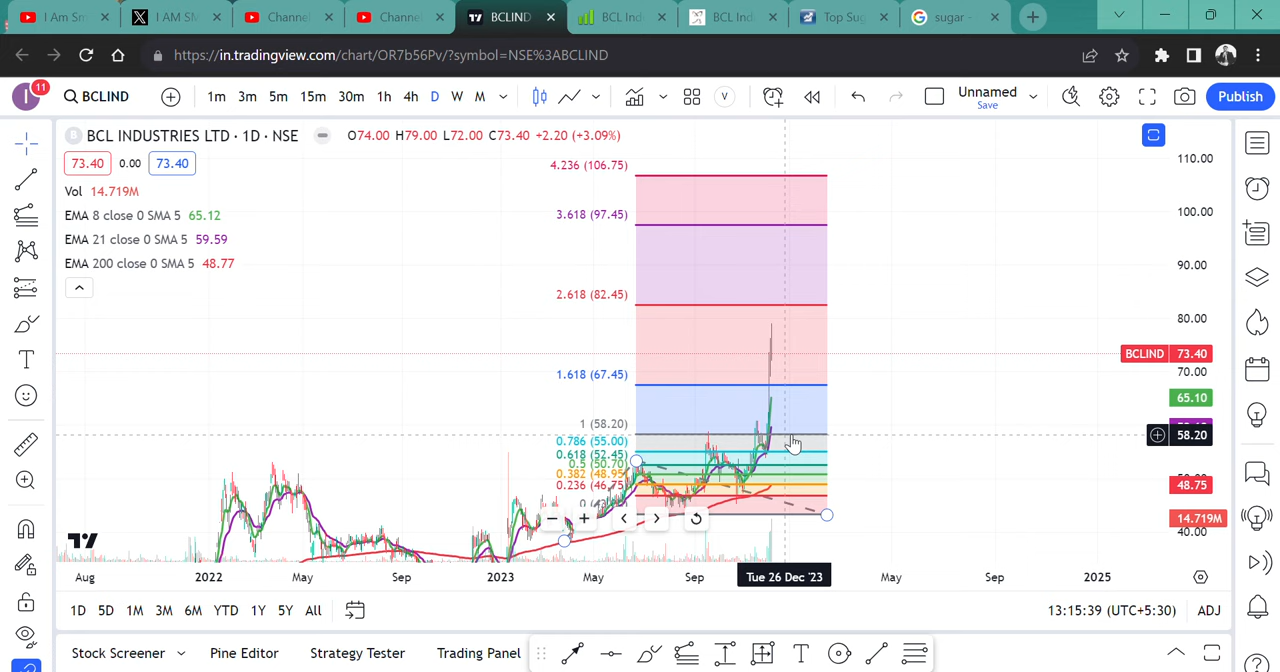 I Am Sm
I AM SM
Channel
Channel
BCLIND
BCL Ind
BCL Ind
Top Sug
sugar -
https://in.tradingview.com/chart/OR7b56Pv/?symbol=NSE%3ABCLIND
I
11
BCLIND
1m 3m 5m 15m 30m 1h 4h D W M
V
Unnamed
Save
Publish
B BCL INDUSTRIES LTD · 1D · NSE
O74.00 H79.00 L72.00 C73.40 +2.20 (+3.09%)
73.40 0.00 73.40
Vol 14.719M
EMA 8 close 0 SMA 5 65.12
EMA 21 close 0 SMA 5 59.59
EMA 200 close 0 SMA 5 48.77
4.236 (106.75)
3.618 (97.45)
2.618 (82.45)
1.618 (67.45)
1 (58.20)
0.786 (55.00)
0.618 (52.45)
0.5 (50.70)
0.382 (48.95)
0.236 (46.75)
110.00
100.00
90.00
80.00
BCLIND 73.40
70.00
65.10
58.20
48.75
14.719M
40.00
Aug 2022 May Sep 2023 May Sep Tue 26 Dec '23 May Sep 2025
1D 5D 1M 3M 6M YTD 1Y 5Y All
13:15:39 (UTC+5:30) ADJ
Stock Screener Pine Editor Strategy Tester Trading Panel